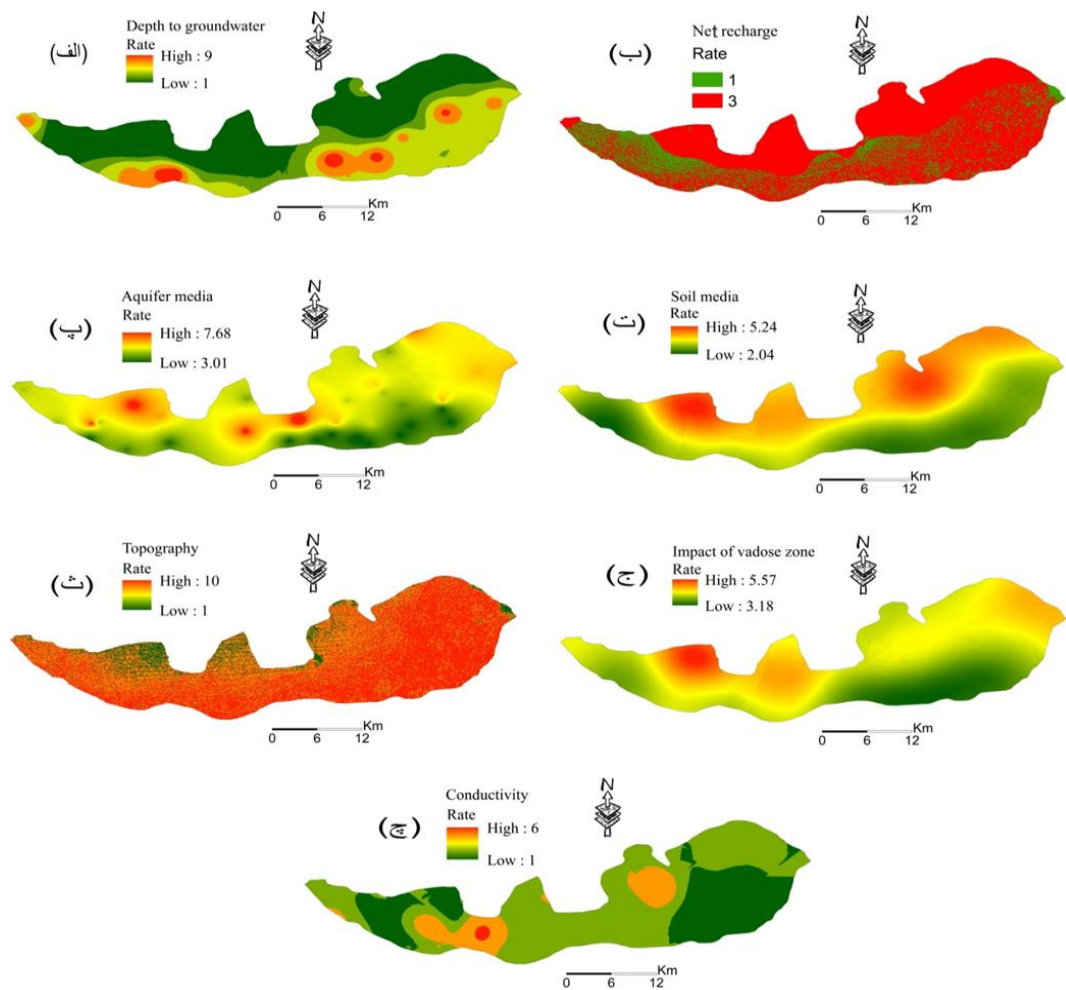 (الف)
Depth to groundwater
Rate
High : 9
Low : 1
N
Km
0 6 12
(ب)
Net recharge
Rate
1
3
N
Km
0 6 12
(پ)
Aquifer media
Rate
High : 7.68
Low : 3.01
N
Km
0 6 12
(ت)
Soil media
Rate
High : 5.24
Low : 2.04
N
Km
0 6 12
(ث)
Topography
Rate
High : 10
Low : 1
N
Km
0 6 12
(ج)
Impact of vadose zone
Rate
High : 5.57
Low : 3.18
N
Km
0 6 12
(چ)
Conductivity
Rate
High : 6
Low : 1
N
Km
0 6 12